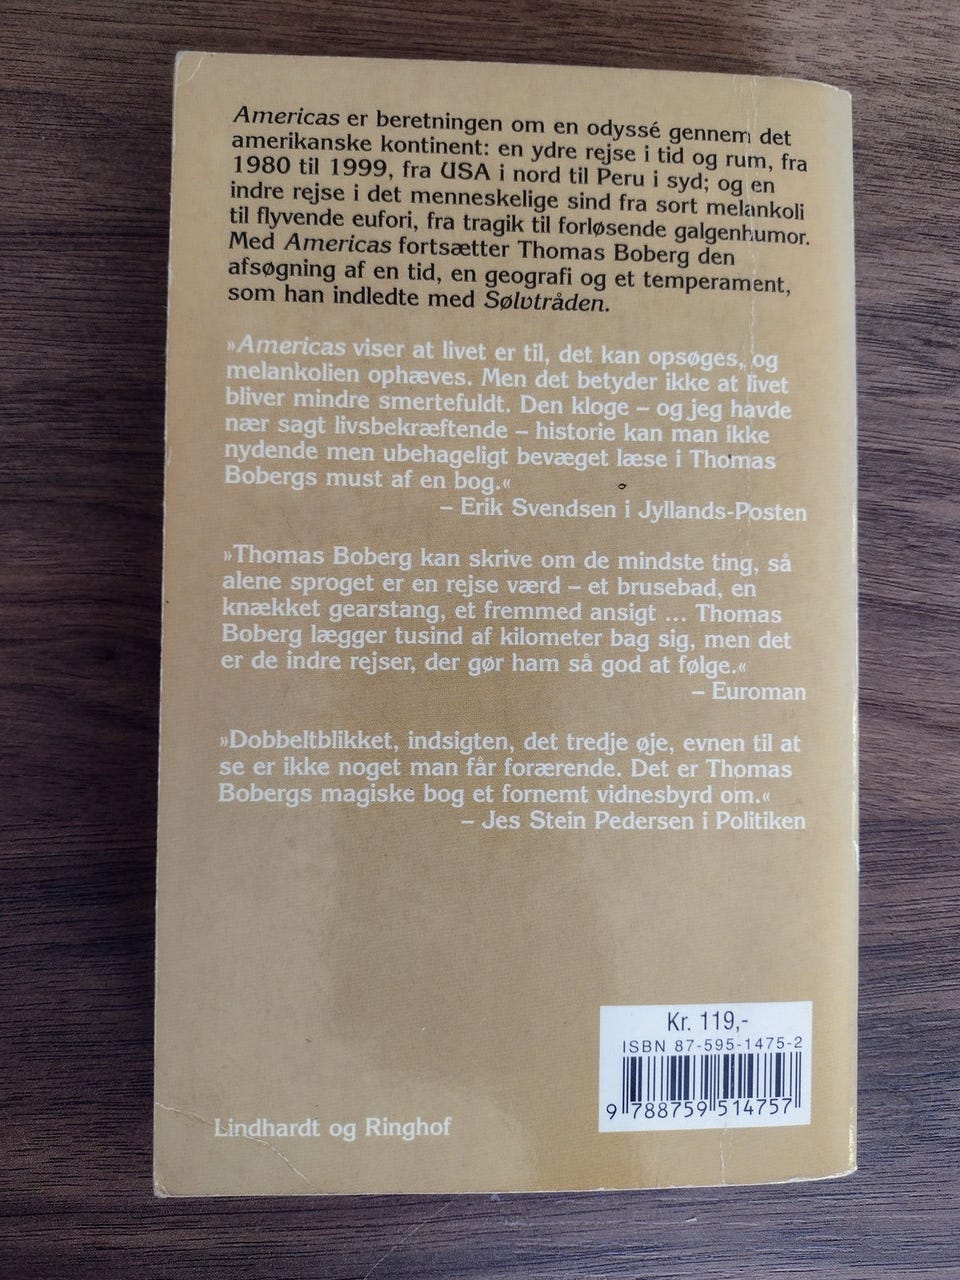 Americas er beretningen om en odyssé gennem det
amerikanske kontinent: en ydre rejse i tid og rum, fra
1980 til 1999, fra USA i nord til Peru i syd; og en
indre rejse i det menneskelige sind fra sort melankoli
til flyvende eufori, fra tragik til forløsende galgenhumor.
Med Americas fortsætter Thomas Boberg den
afsøgning af en tid, en geografi og et temperament,
som han indledte med Sølvtråden.
»Americas viser at livet er til, det kan opsøges, og
melankolien ophæves. Men det betyder ikke at livet
bliver mindre smertefuldt. Den kloge – og jeg havde
nær sagt livsbekræftende – historie kan man ikke
nydende men ubehageligt bevæget læse i Thomas
Bobergs must af en bog.«
– Erik Svendsen i Jyllands-Posten
»Thomas Boberg kan skrive om de mindste ting, så
alene sproget er en rejse værd – et brusebad, en
knækket gearstang, et fremmed ansigt ... Thomas
Boberg lægger tusind af kilometer bag sig, men det
er de indre rejser, der gør ham så god at følge.«
– Euroman
»Dobbeltblikket, indsigten, det tredje øje, evnen til at
se er ikke noget man får forærende. Det er Thomas
Bobergs magiske bog et fornemt vidnesbyrd om.«
– Jes Stein Pedersen i Politiken
Kr. 119,-
ISBN 87-595-1475-2
9 788759 514757
Lindhardt og Ringhof